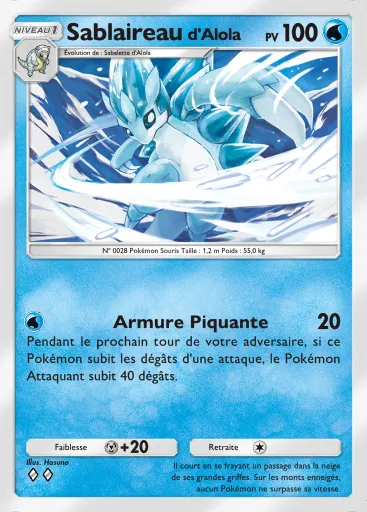 NIVEAU 1
Sablaireau d'Alola PV 100
Évolution de : Sabelette d'Alola
N° 0028 Pokémon Souris Taille : 1,2 m Poids : 55,0 kg
Armure Piquante 20
Pendant le prochain tour de votre adversaire, si ce
Pokémon subit les dégâts d'une attaque, le Pokémon
Attaquant subit 40 dégâts.
Faiblesse +20 Retraite
Illus. Hasuno
Il court en se frayant un passage dans la neige
de ses grandes griffes. Sur les monts enneigés,
aucun Pokémon ne surpasse sa vitesse.